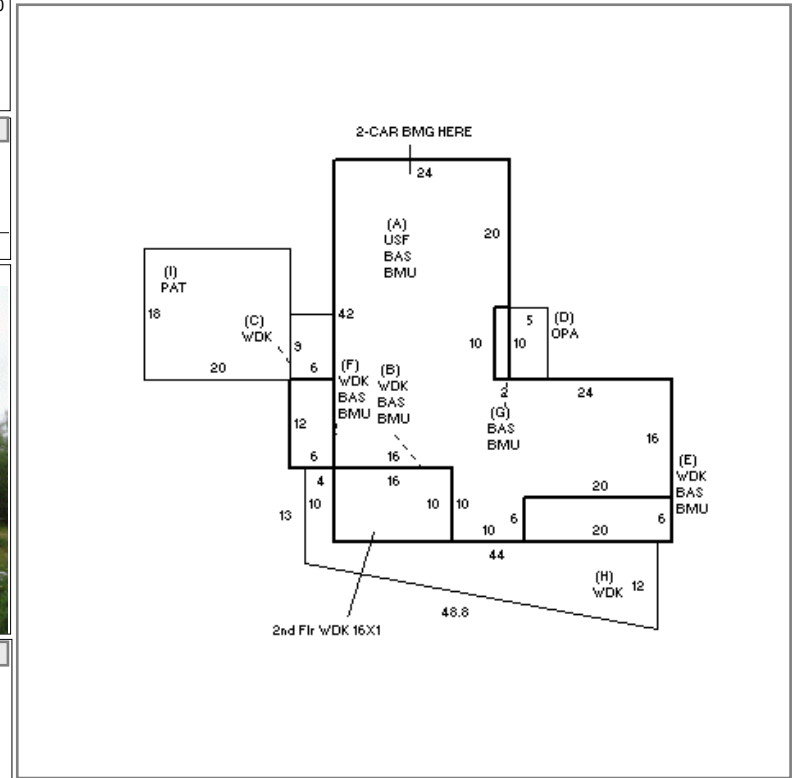 2-CAR BMG HERE
24
(A)
USF
BAS
BMU
20
(I)
PAT
18
20
(C)
WDK
9
6
42
10
5
10
(D)
OPA
(F)
WDK
BAS
BMU
(B)
WDK
BAS
BMU
2
(G)
BAS
BMU
24
16
12
6
16
16
(E)
WDK
BAS
BMU
20
4
10
13
10
10
10
6
20
6
44
(H)
WDK
12
48.8
2nd Flr WDK 16X1